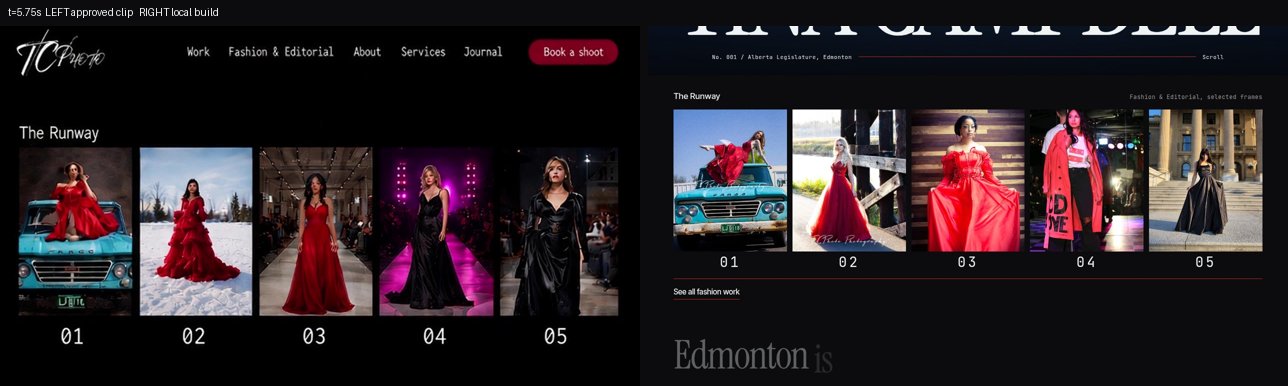 t=5.75s LEFT approved clip RIGHT local build
TCPhoto
Work Fashion & Editorial About Services Journal Book a shoot
The Runway
01 02 03 04 05
No. 001 / Alberta Legislature, Edmonton Scroll
The Runway Fashion & Editorial, selected frames
01 02 03 04 05
See all fashion work
Edmonton is